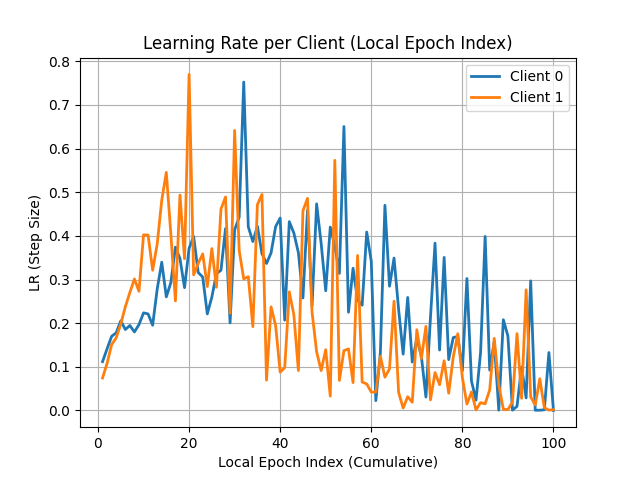 Learning Rate per Client (Local Epoch Index)
Client 0
Client 1
LR (Step Size)
0.8
0.7
0.6
0.5
0.4
0.3
0.2
0.1
0.0
0 20 40 60 80 100
Local Epoch Index (Cumulative)